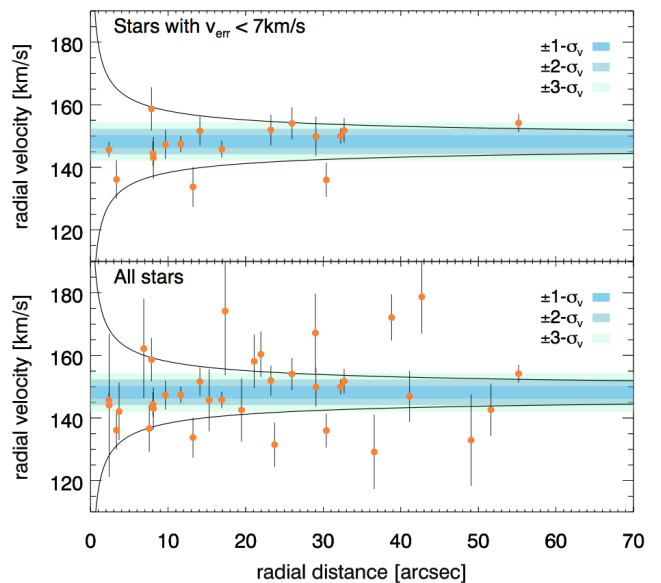 Stars with v_err < 7km/s
±1-σ_v
±2-σ_v
±3-σ_v
190
180
160
140
120
radial velocity [km/s]
All stars
±1-σ_v
±2-σ_v
±3-σ_v
180
160
140
120
radial velocity [km/s]
0 10 20 30 40 50 60 70
radial distance [arcsec]